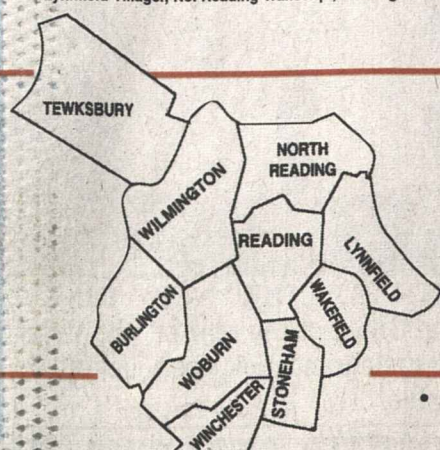 TEWKSBURY
NORTH
READING
WILMINGTON
READING
LYNNFIELD
BURLINGTON
WAKEFIELD
WOBURN
STONEHAM
WINCHESTER